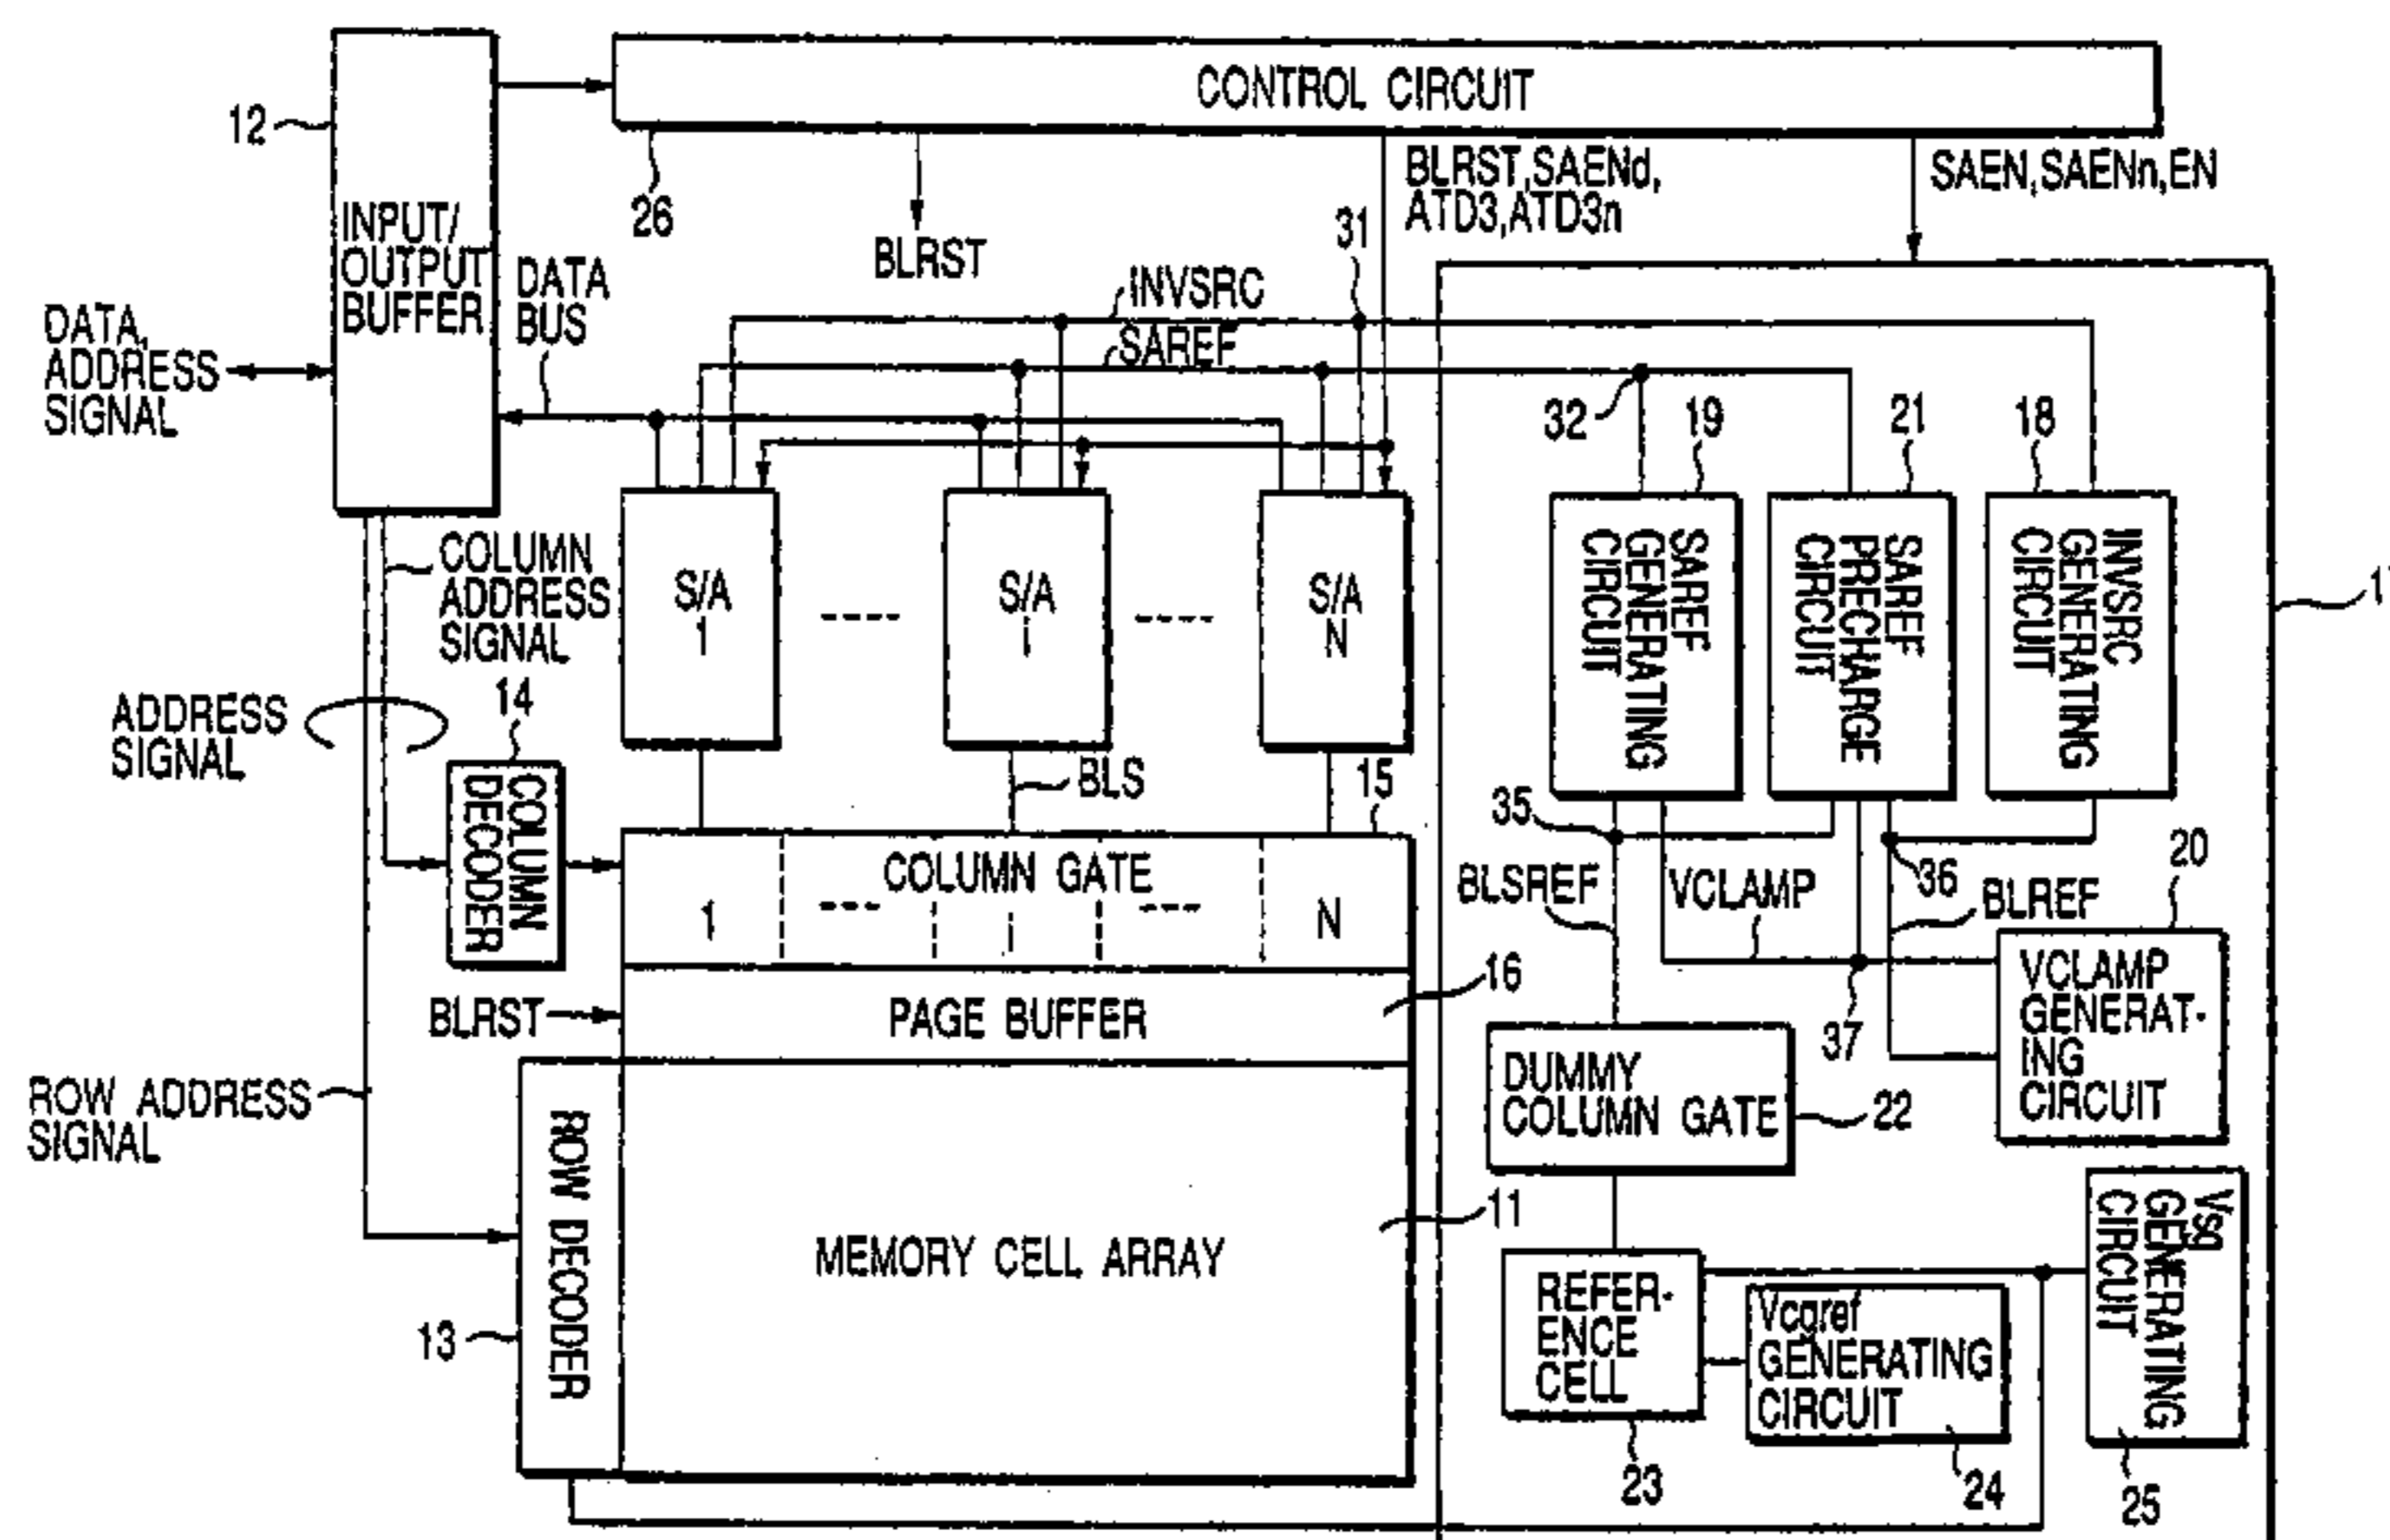 CONTROL CIRCUIT
12
26
BLRST
BLRST,SAENd,
ATD3,ATD3n
SAEN,SAENn,EN
INPUT/
OUTPUT
BUFFER
DATA
BUS
DATA,
ADDRESS
SIGNAL
INVSRC
SAREF
31
32
19
21
18
COLUMN
ADDRESS
SIGNAL
S/A
1
----
S/A
i
----
S/A
N
SAREF
GENERATING
CIRCUIT
SAREF
PRECHARGE
CIRCUIT
INVSRC
GENERATING
CIRCUIT
ADDRESS
SIGNAL
14
COLUMN
DECODER
BLS
15
35
36
20
COLUMN GATE
1
---
i
---
N
BLSREF
VCLAMP
BLREF
VCLAMP
GENERAT-
ING
CIRCUIT
37
BLRST
PAGE BUFFER
16
DUMMY
COLUMN GATE
22
ROW ADDRESS
SIGNAL
ROW DECODER
13
MEMORY CELL ARRAY
11
REFER-
ENCE
CELL
23
Vcgref
GENERATING
CIRCUIT
24
Vsg
GENERATING
CIRCUIT
25